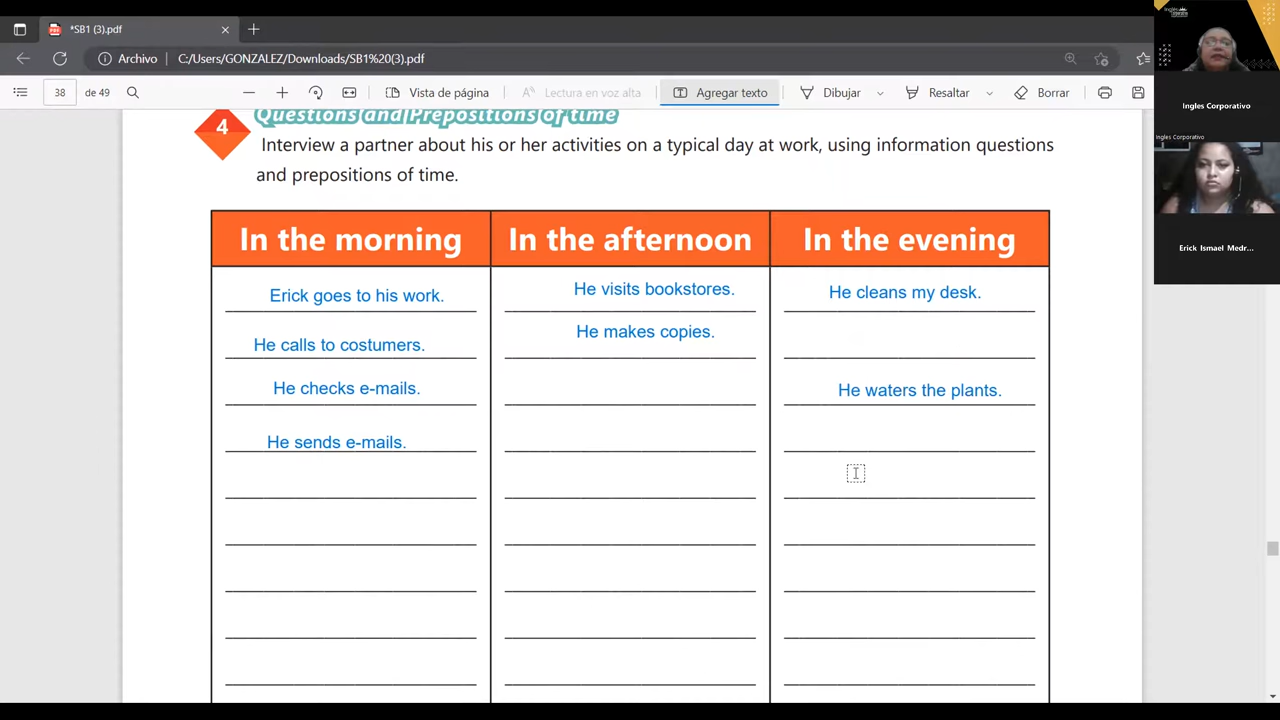 *SB1 (3).pdf
Archivo
C:/Users/GONZALEZ/Downloads/SB1%20(3).pdf
38
de 49
Vista de página
Lectura en voz alta
Agregar texto
Dibujar
Resaltar
Borrar
4
Questions and Prepositions of time
Interview a partner about his or her activities on a typical day at work, using information questions
and prepositions of time.
In the morning
In the afternoon
In the evening
Erick goes to his work.
He visits bookstores.
He cleans my desk.
He calls to costumers.
He makes copies.
He checks e-mails.
He waters the plants.
He sends e-mails.
Ingles Corporativo
Ingles Corporativo
Erick Ismael Medr...